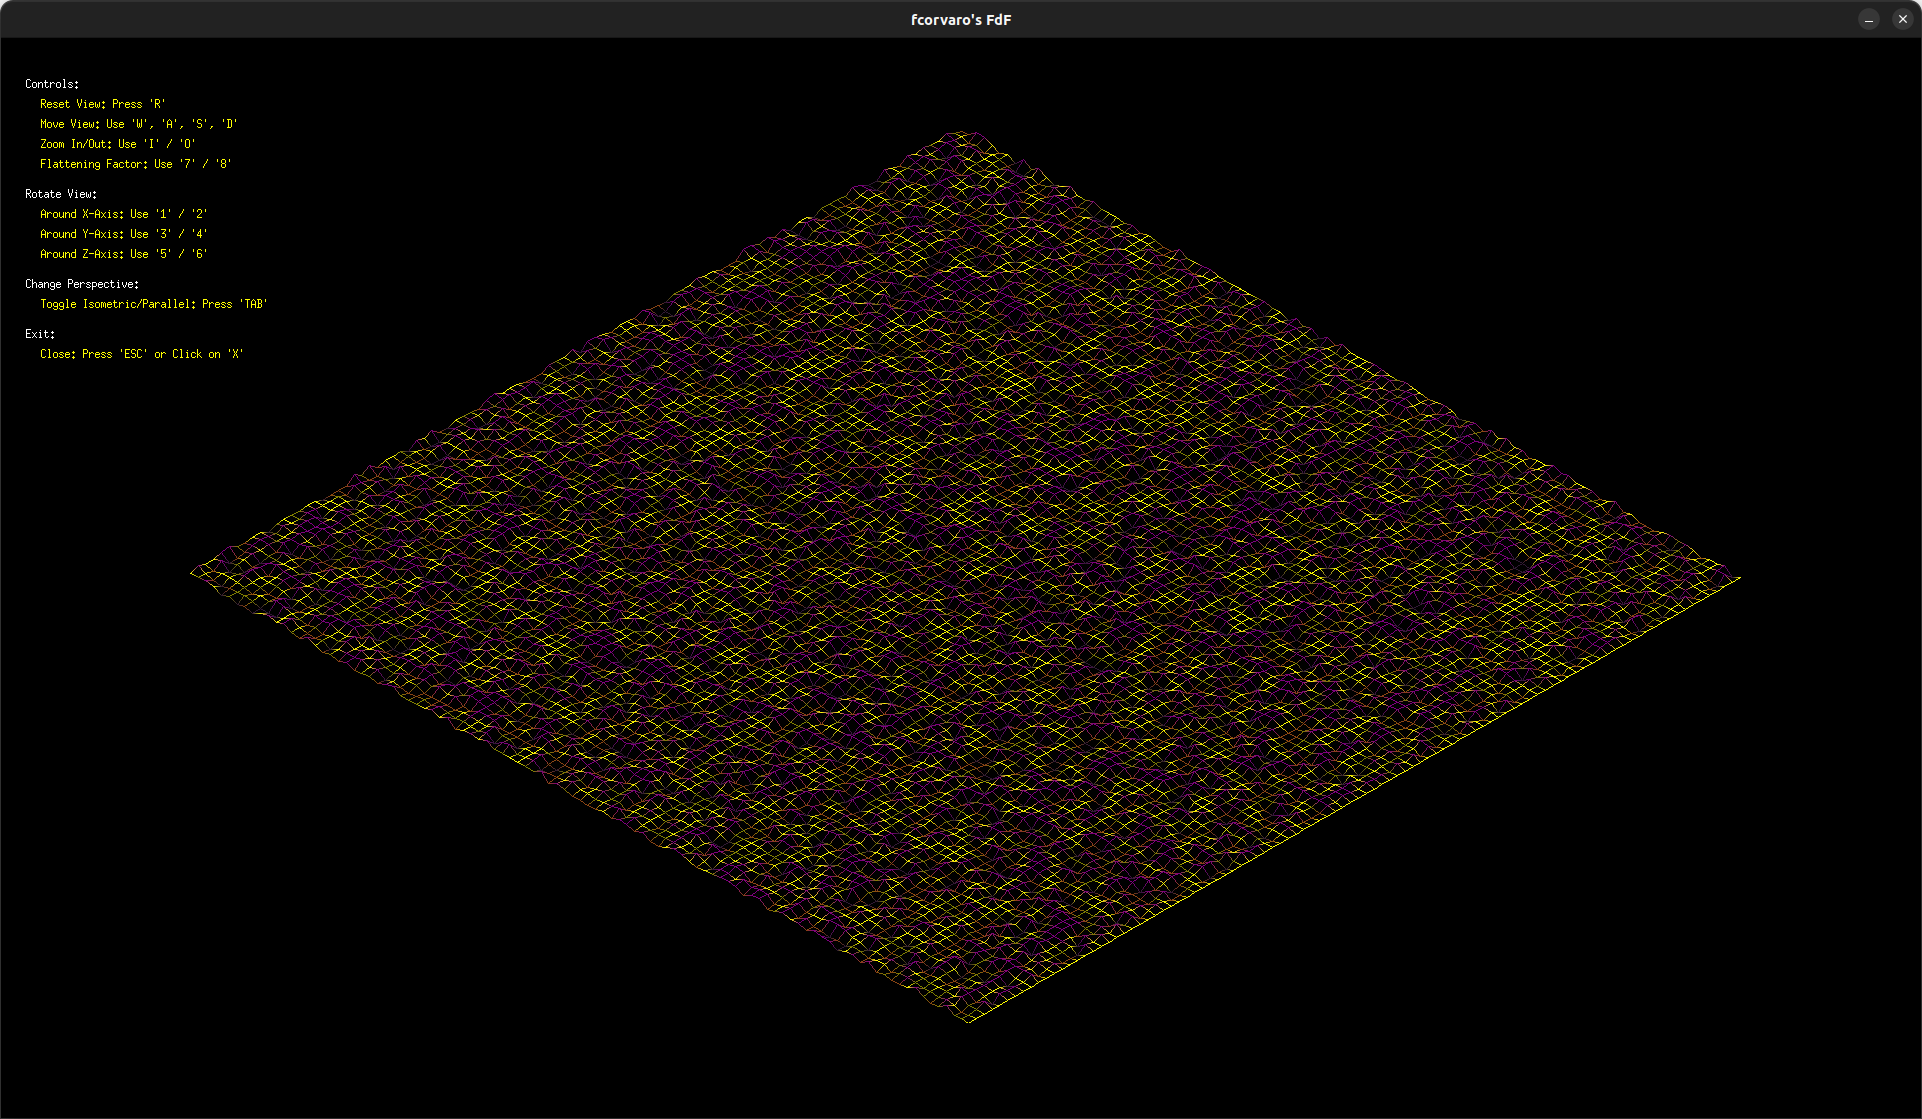 fcorvaro's FdF
Controls:
Reset View: Press 'R'
Move View: Use 'W', 'A', 'S', 'D'
Zoom In/Out: Use 'I' / 'O'
Flattening Factor: Use '7' / '8'
Rotate View:
Around X-Axis: Use '1' / '2'
Around Y-Axis: Use '3' / '4'
Around Z-Axis: Use '5' / '6'
Change Perspective:
Toggle Isometric/Parallel: Press 'TAB'
Exit:
Close: Press 'ESC' or Click on 'X'